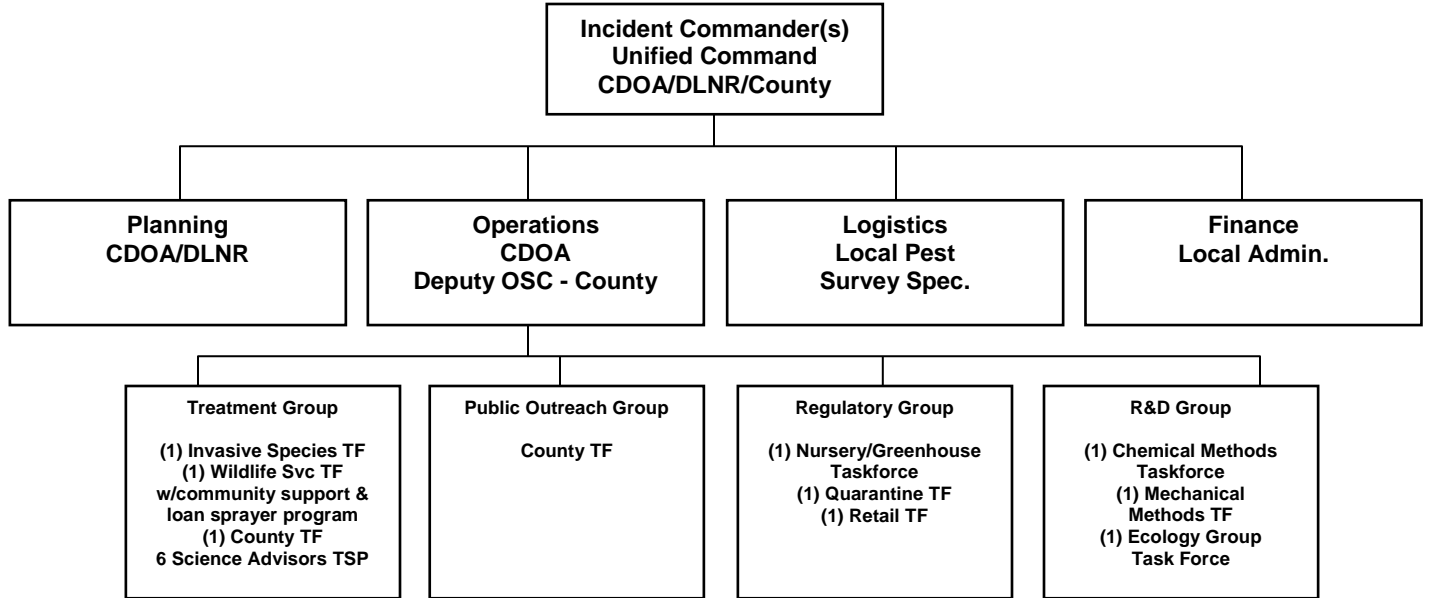 Incident Commander(s)
Unified Command
CDOA/DLNR/County
Planning
CDOA/DLNR
Operations
CDOA
Deputy OSC - County
Logistics
Local Pest
Survey Spec.
Finance
Local Admin.
Treatment Group
(1) Invasive Species TF
(1) Wildlife Svc TF
w/community support &
loan sprayer program
(1) County TF
6 Science Advisors TSP
Public Outreach Group
County TF
Regulatory Group
(1) Nursery/Greenhouse
Taskforce
(1) Quarantine TF
(1) Retail TF
R&D Group
(1) Chemical Methods
Taskforce
(1) Mechanical
Methods TF
(1) Ecology Group
Task Force